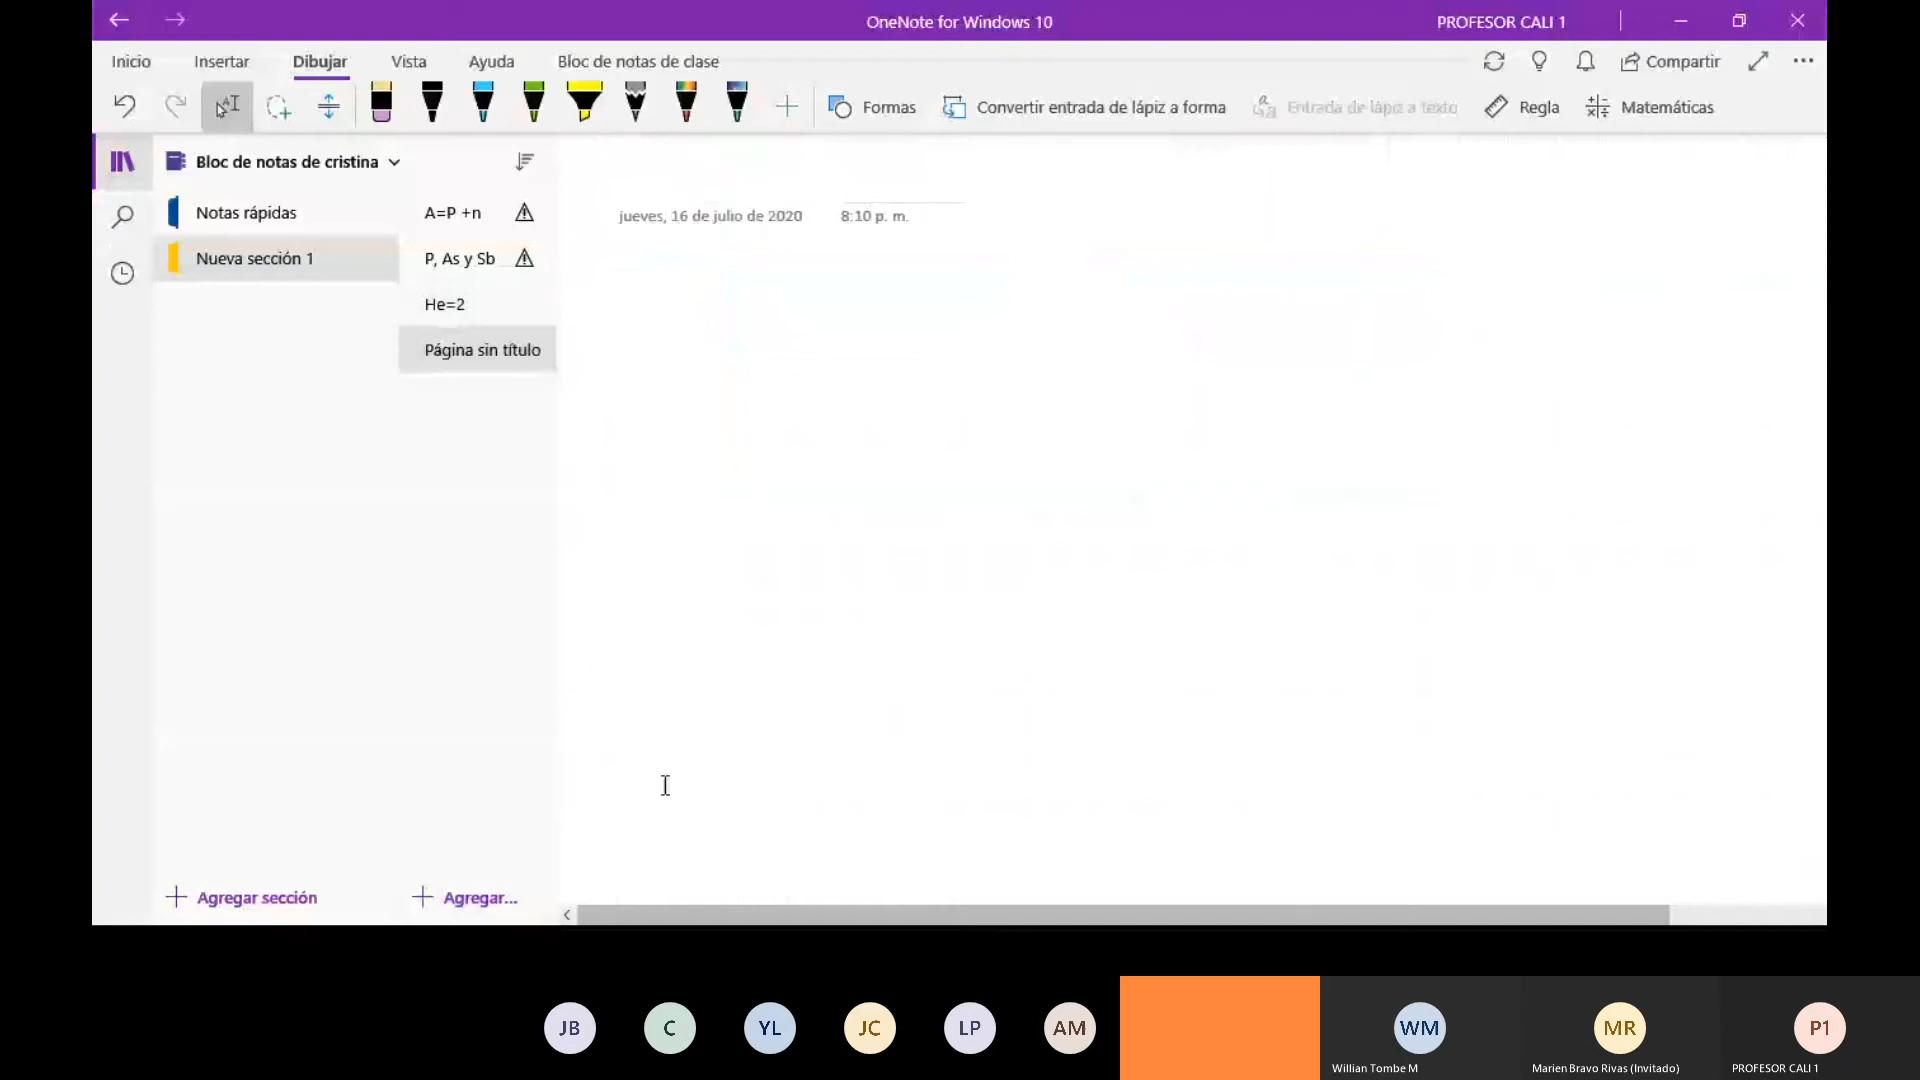 OneNote for Windows 10
PROFESOR CALI 1
Inicio
Insertar
Dibujar
Vista
Ayuda
Bloc de notas de clase
Compartir
Formas
Convertir entrada de lápiz a forma
Entrada de lápiz a texto
Regla
Matemáticas
Bloc de notas de cristina
Notas rápidas
A=P +n
jueves, 16 de julio de 2020
8:10 p. m.
Nueva sección 1
P, As y Sb
He=2
Página sin título
Agregar sección
Agregar...
JB
C
YL
JC
LP
AM
WM
MR
P1
Willian Tombe M
Marien Bravo Rivas (Invitado)
PROFESOR CALI 1